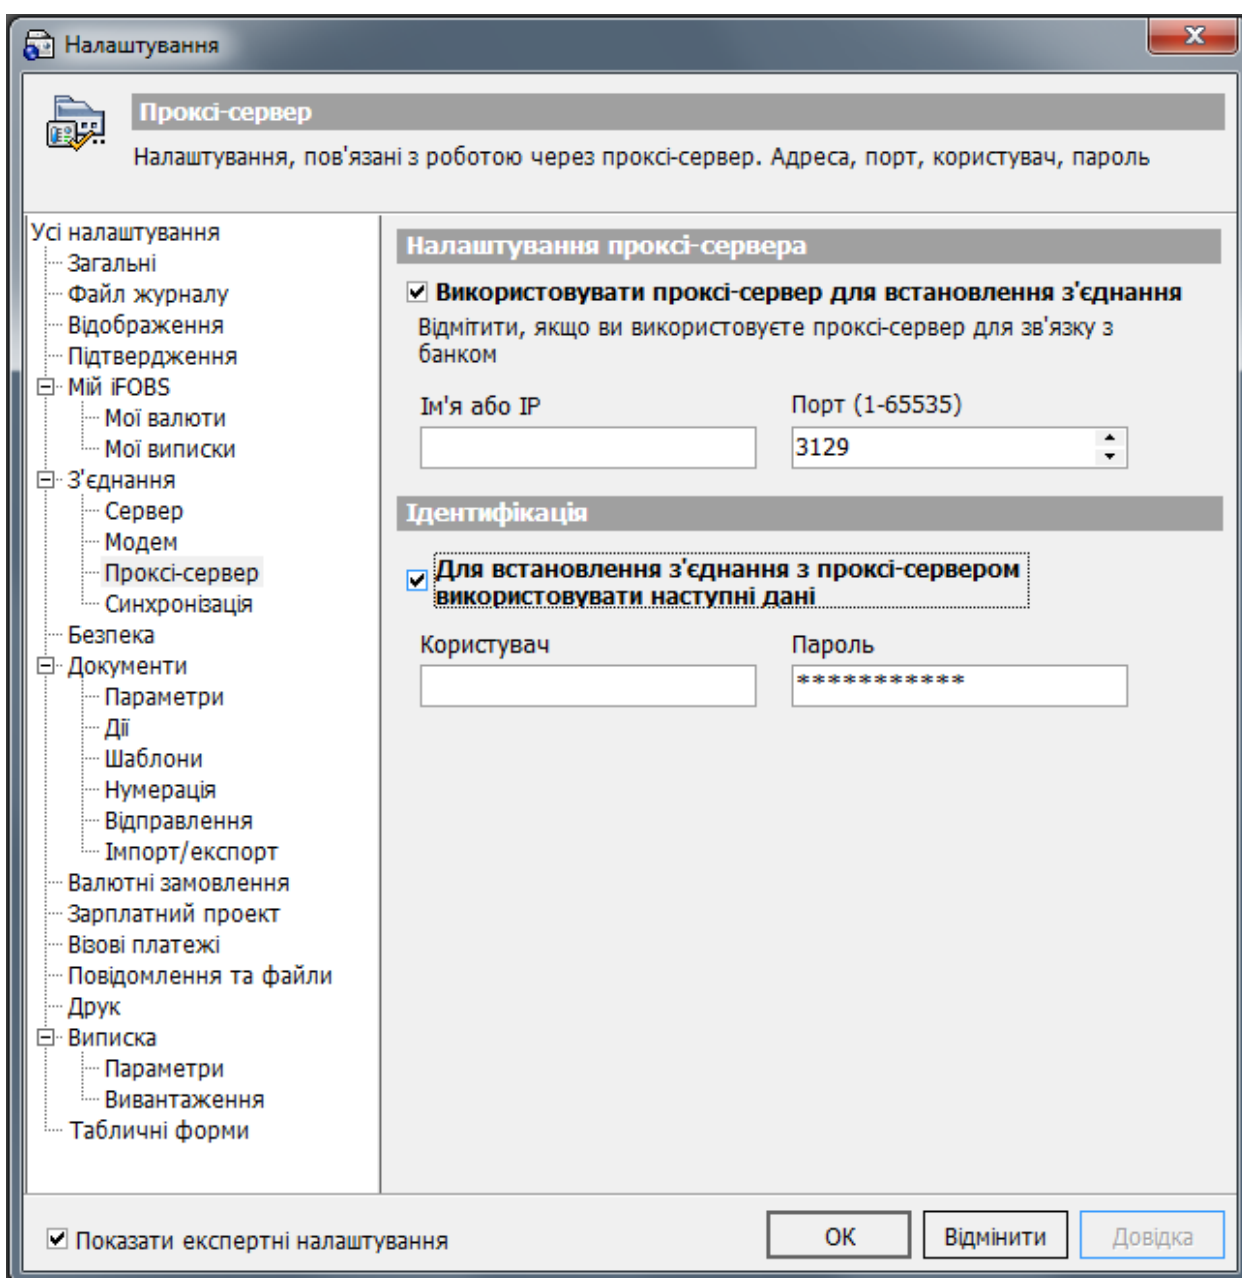 Налаштування
Проксі-сервер
Налаштування, пов'язані з роботою через проксі-сервер. Адреса, порт, користувач, пароль
Усі налаштування
Загальні
Файл журналу
Відображення
Підтвердження
Мій iFOBS
Мої валюти
Мої виписки
З'єднання
Сервер
Модем
Проксі-сервер
Синхронізація
Безпека
Документи
Параметри
Дії
Шаблони
Нумерація
Відправлення
Імпорт/експорт
Валютні замовлення
Зарплатний проект
Візові платежі
Повідомлення та файли
Друк
Виписка
Параметри
Вивантаження
Табличні форми
Налаштування проксі-сервера
Використовувати проксі-сервер для встановлення з'єднання
Відмітити, якщо ви використовуєте проксі-сервер для зв'язку з
банком
Ім'я або IP
Порт (1-65535)
3129
Ідентифікація
Для встановлення з'єднання з проксі-сервером
використовувати наступні дані
Користувач
Пароль
***********
Показати експертні налаштування
ОК
Відмінити
Довідка